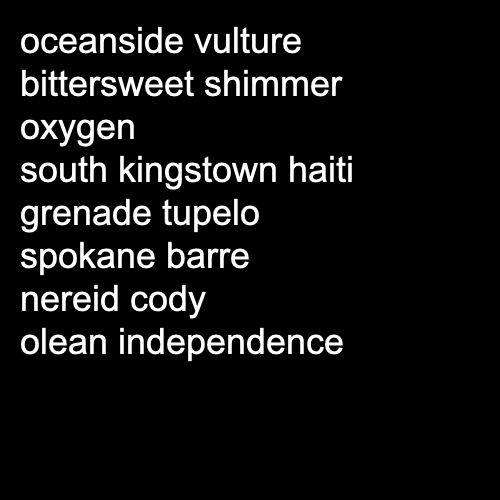 oceanside vulture
bittersweet shimmer
oxygen
south kingstown haiti
grenade tupelo
spokane barre
nereid cody
olean independence